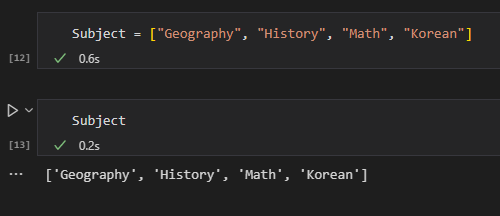 Subject = ["Geography", "History", "Math", "Korean"]
[12]
0.6s
Subject
[13]
0.2s
... ['Geography', 'History', 'Math', 'Korean']